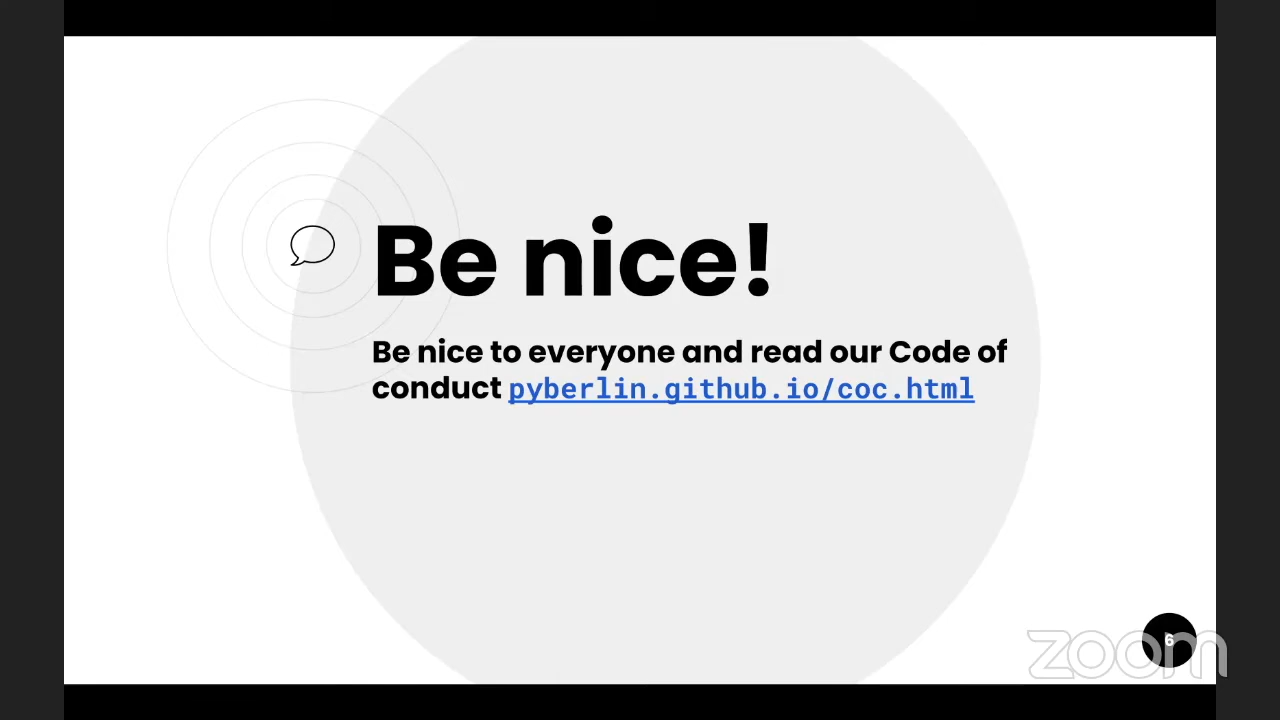 Be nice!
Be nice to everyone and read our Code of
conduct pyberlin.github.io/coc.html
6
zoom